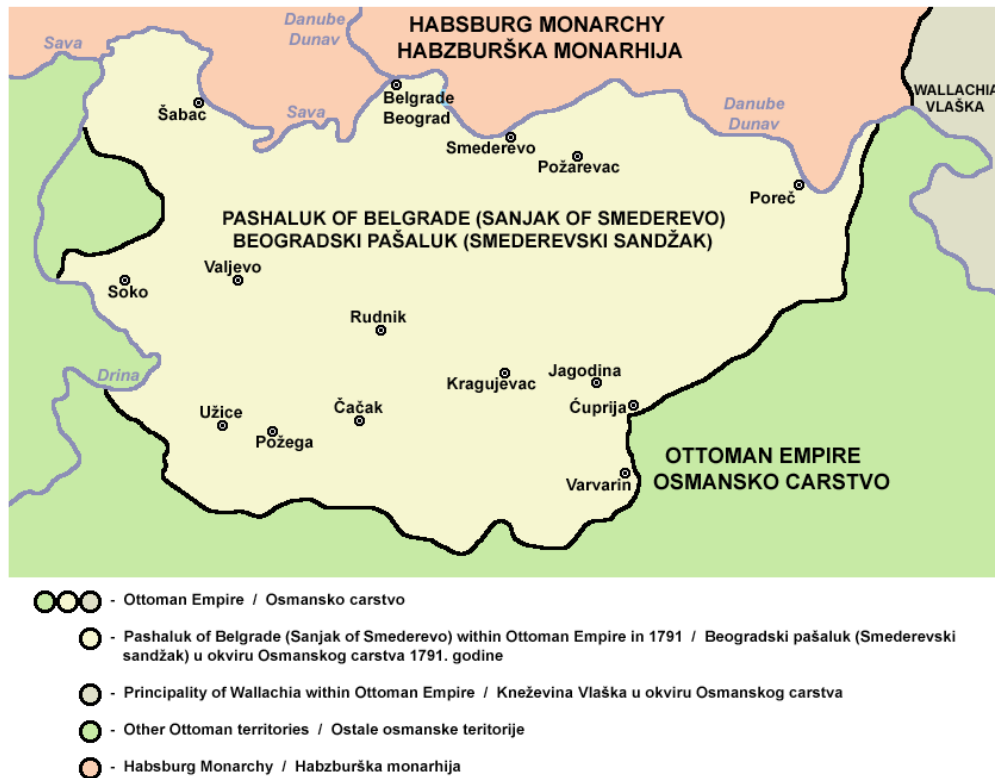 HABSBURG MONARCHY
HABZBURŠKA MONARHIJA
Sava
Danube
Dunav
WALLACHIA
VLAŠKA
Šabac
Sava
Belgrade
Beograd
Danube
Dunav
Smederevo
Požarevac
Poreč
PASHALUK OF BELGRADE (SANJAK OF SMEDEREVO)
BEOGRADSKI PAŠALUK (SMEDEREVSKI SANDŽAK)
Valjevo
Soko
Rudnik
Drina
Kragujevac
Jagodina
Užice
Požega
Čačak
Ćuprija
Varvarin
OTTOMAN EMPIRE
OSMANSKO CARSTVO
- Ottoman Empire / Osmansko carstvo
- Pashaluk of Belgrade (Sanjak of Smederevo) within Ottoman Empire in 1791 / Beogradski pašaluk (Smederevski
sandžak) u okviru Osmanskog carstva 1791. godine
- Principality of Wallachia within Ottoman Empire / Kneževina Vlaška u okviru Osmanskog carstva
- Other Ottoman territories / Ostale osmanske teritorije
- Habsburg Monarchy / Habzburška monarhija